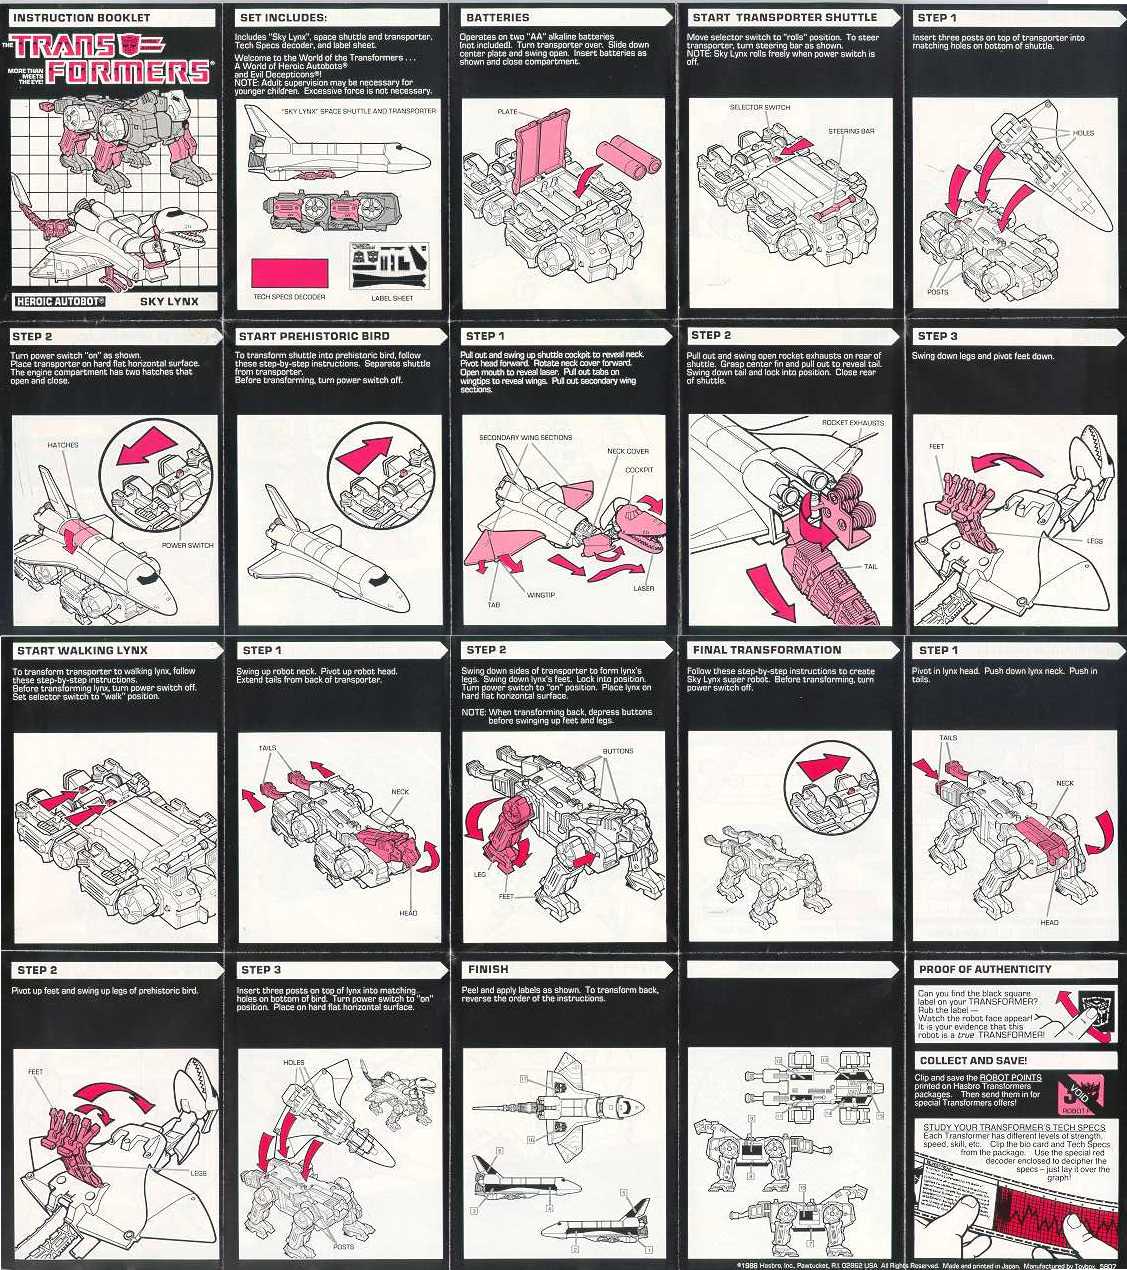 INSTRUCTION BOOKLET
THE TRANSFORMERS®
MORE THAN
MEETS
THE EYE!
HEROIC AUTOBOT® SKY LYNX
SET INCLUDES:
Includes "Sky Lynx", space shuttle and transporter,
Tech Specs decoder, and label sheet.
Welcome to the World of the Transformers . . .
A World of Heroic Autobots®
and Evil Decepticons®!
NOTE: Adult supervision may be necessary for
younger children. Excessive force is not necessary.
"SKY LYNX" SPACE SHUTTLE AND TRANSPORTER
TECH SPECS DECODER
LABEL SHEET
BATTERIES
Operates on two "AA" alkaline batteries
(not included). Turn transporter over. Slide down
center plate and swing open. Insert batteries as
shown and close compartment.
PLATE
START TRANSPORTER SHUTTLE
Move selector switch to "rolls" position. To steer
transporter, turn steering bar as shown.
NOTE: Sky Lynx rolls freely when power switch is
off.
SELECTOR SWITCH
STEERING BAR
STEP 1
Insert three posts on top of transporter into
matching holes on bottom of shuttle.
HOLES
POSTS
STEP 2
Turn power switch "on" as shown.
Place transporter on hard flat horizontal surface.
The engine compartment has two hatches that
open and close.
HATCHES
POWER SWITCH
START PREHISTORIC BIRD
To transform shuttle into prehistoric bird, follow
these step-by-step instructions. Separate shuttle
from transporter.
Before transforming, turn power switch off.
STEP 1
Pull out and swing up shuttle cockpit to reveal neck.
Pivot head forward. Rotate neck cover forward.
Open mouth to reveal laser. Pull out tabs on
wingtips to reveal wings. Pull out secondary wing
sections.
SECONDARY WING SECTIONS
NECK COVER
COCKPIT
LASER
WINGTIP
TAB
STEP 2
Pull out and swing open rocket exhausts on rear of
shuttle. Grasp center fin and pull out to reveal tail.
Swing down tail and lock into position. Close rear
of shuttle.
ROCKET EXHAUSTS
TAIL
STEP 3
Swing down legs and pivot feet down.
FEET
LEGS
START WALKING LYNX
To transform transporter to walking lynx, follow
these step-by-step instructions.
Before transforming lynx, turn power switch off.
Set selector switch to "walk" position.
STEP 1
Swing up robot neck. Pivot up robot head.
Extend tails from back of transporter.
TAILS
NECK
HEAD
STEP 2
Swing down sides of transporter to form lynx's
legs. Swing down lynx's feet. Lock into position.
Turn power switch to "on" position. Place lynx on
hard flat horizontal surface.
NOTE: When transforming back, depress buttons
before swinging up feet and legs.
BUTTONS
LEG
FEET
FINAL TRANSFORMATION
Follow these step-by-step instructions to create
Sky Lynx super robot. Before transforming, turn
power switch off.
STEP 1
Pivot in lynx head. Push down lynx neck. Push in
tails.
TAILS
NECK
HEAD
STEP 2
Pivot up feet and swing up legs of prehistoric bird.
FEET
LEGS
STEP 3
Insert three posts on top of lynx into matching
holes on bottom of bird. Turn power switch to "on"
position. Place on hard flat horizontal surface.
HOLES
POSTS
FINISH
Peel and apply labels as shown. To transform back,
reverse the order of the instructions.
PROOF OF AUTHENTICITY
Can you find the black square
label on your TRANSFORMER?
Rub the label —
Watch the robot face appear!
It is your evidence that this
robot is a true TRANSFORMER!
COLLECT AND SAVE!
Clip and save the ROBOT POINTS
printed on Hasbro Transformers
packages. Then send them in for
special Transformers offers!
VOID
STUDY YOUR TRANSFORMER'S TECH SPECS
Each Transformer has different levels of strength,
speed, skill, etc. Clip the bio card and Tech Specs
from the package. Use the special red
decoder enclosed to decipher the
specs – just lay it over the
graph!
©1986 Hasbro, Inc., Pawtucket, R.I. 02862 USA. All Rights Reserved. Made and printed in Japan. Manufactured by Toybox. 5807